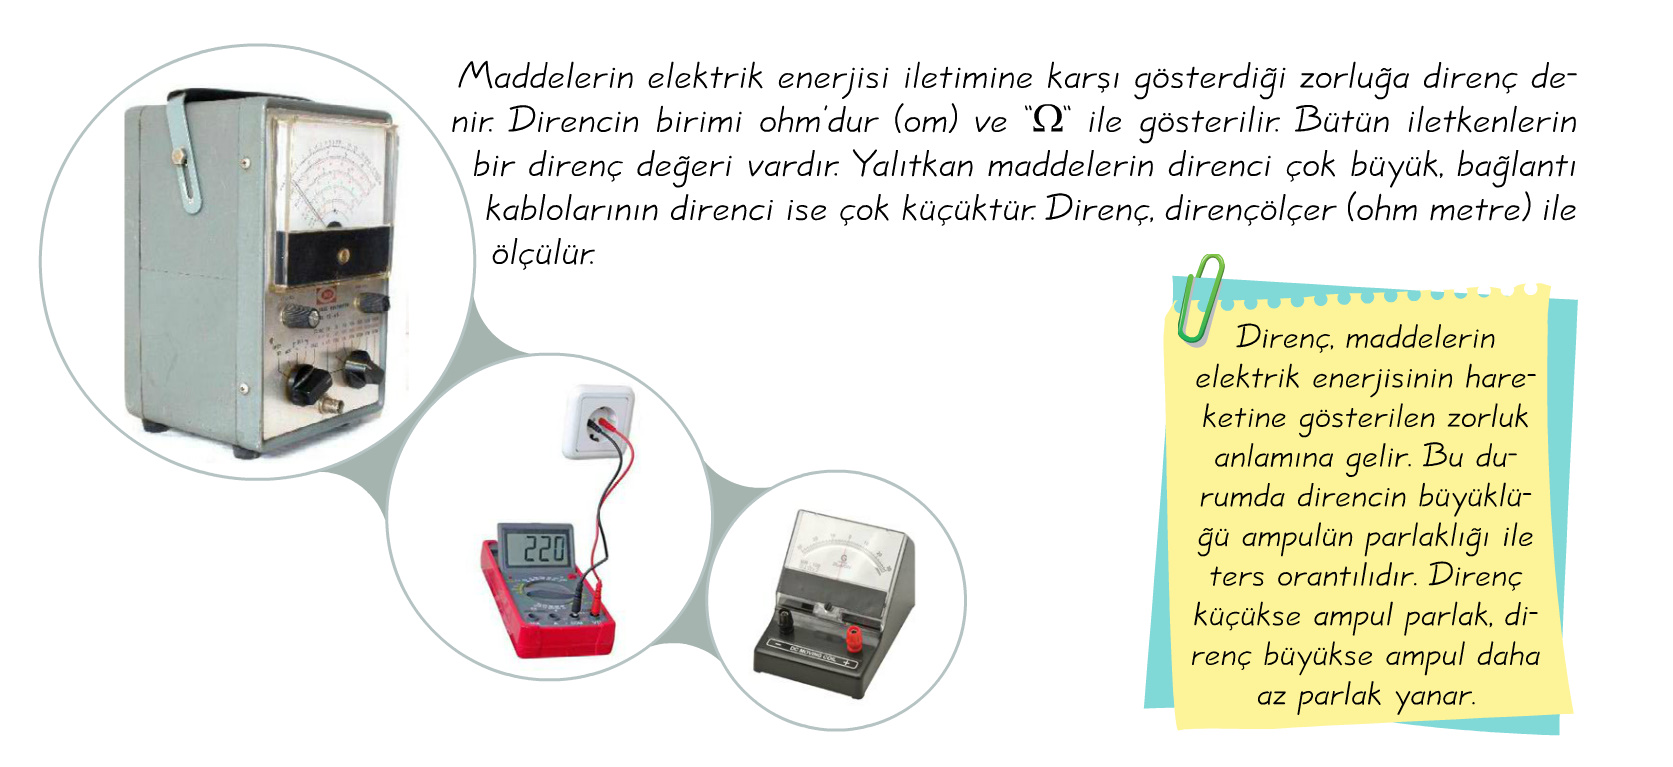 Maddelerin elektrik enerjisi iletimine karşı gösterdiği zorluğa direnç de-
nir. Direncin birimi ohm'dur (om) ve "Ω" ile gösterilir. Bütün iletkenlerin
bir direnç değeri vardır. Yalıtkan maddelerin direnci çok büyük, bağlantı
kablolarının direnci ise çok küçüktür. Direnç, dirençölçer (ohm metre) ile
ölçülür.
Direnç, maddelerin
elektrik enerjisinin hare-
ketine gösterilen zorluk
anlamına gelir. Bu du-
rumda direncin büyüklü-
ğü ampulün parlaklığı ile
ters orantılıdır. Direnç
küçükse ampul parlak, di-
renç büyükse ampul daha
az parlak yanar.
220
- DC MOVING COIL +